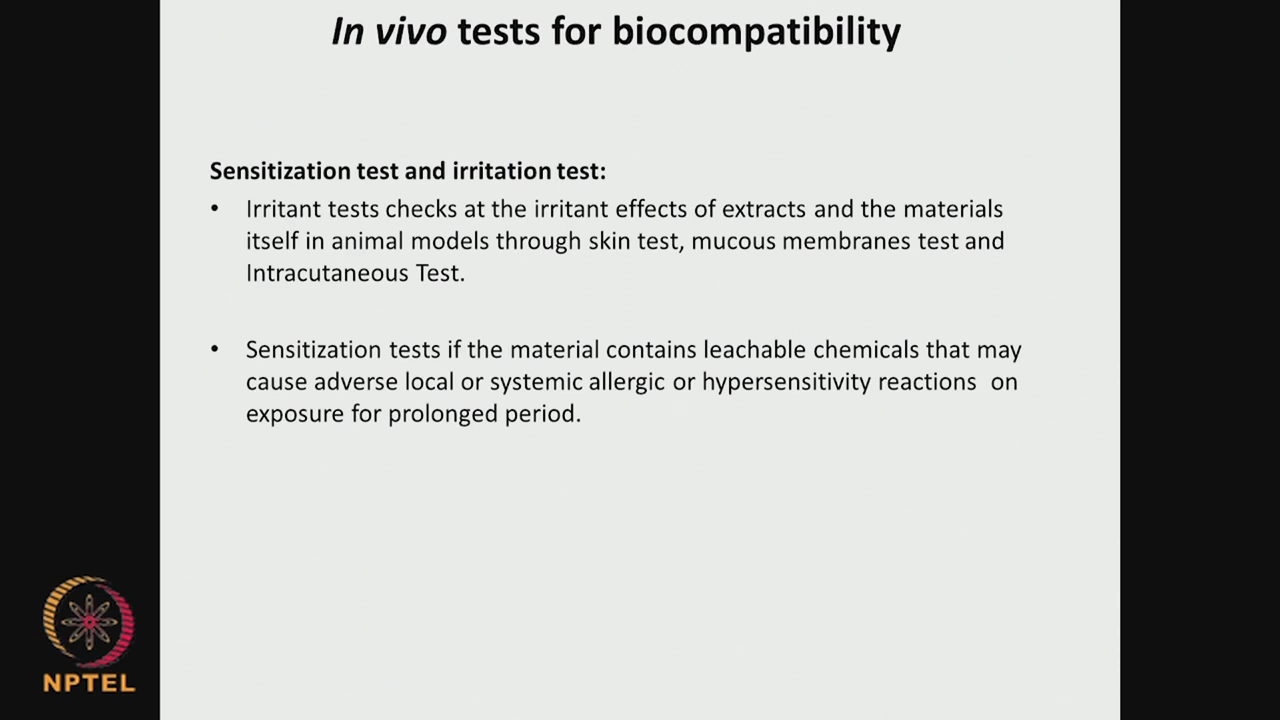 In vivo tests for biocompatibility
Sensitization test and irritation test:
• Irritant tests checks at the irritant effects of extracts and the materials
itself in animal models through skin test, mucous membranes test and
Intracutaneous Test.
• Sensitization tests if the material contains leachable chemicals that may
cause adverse local or systemic allergic or hypersensitivity reactions on
exposure for prolonged period.
NPTEL